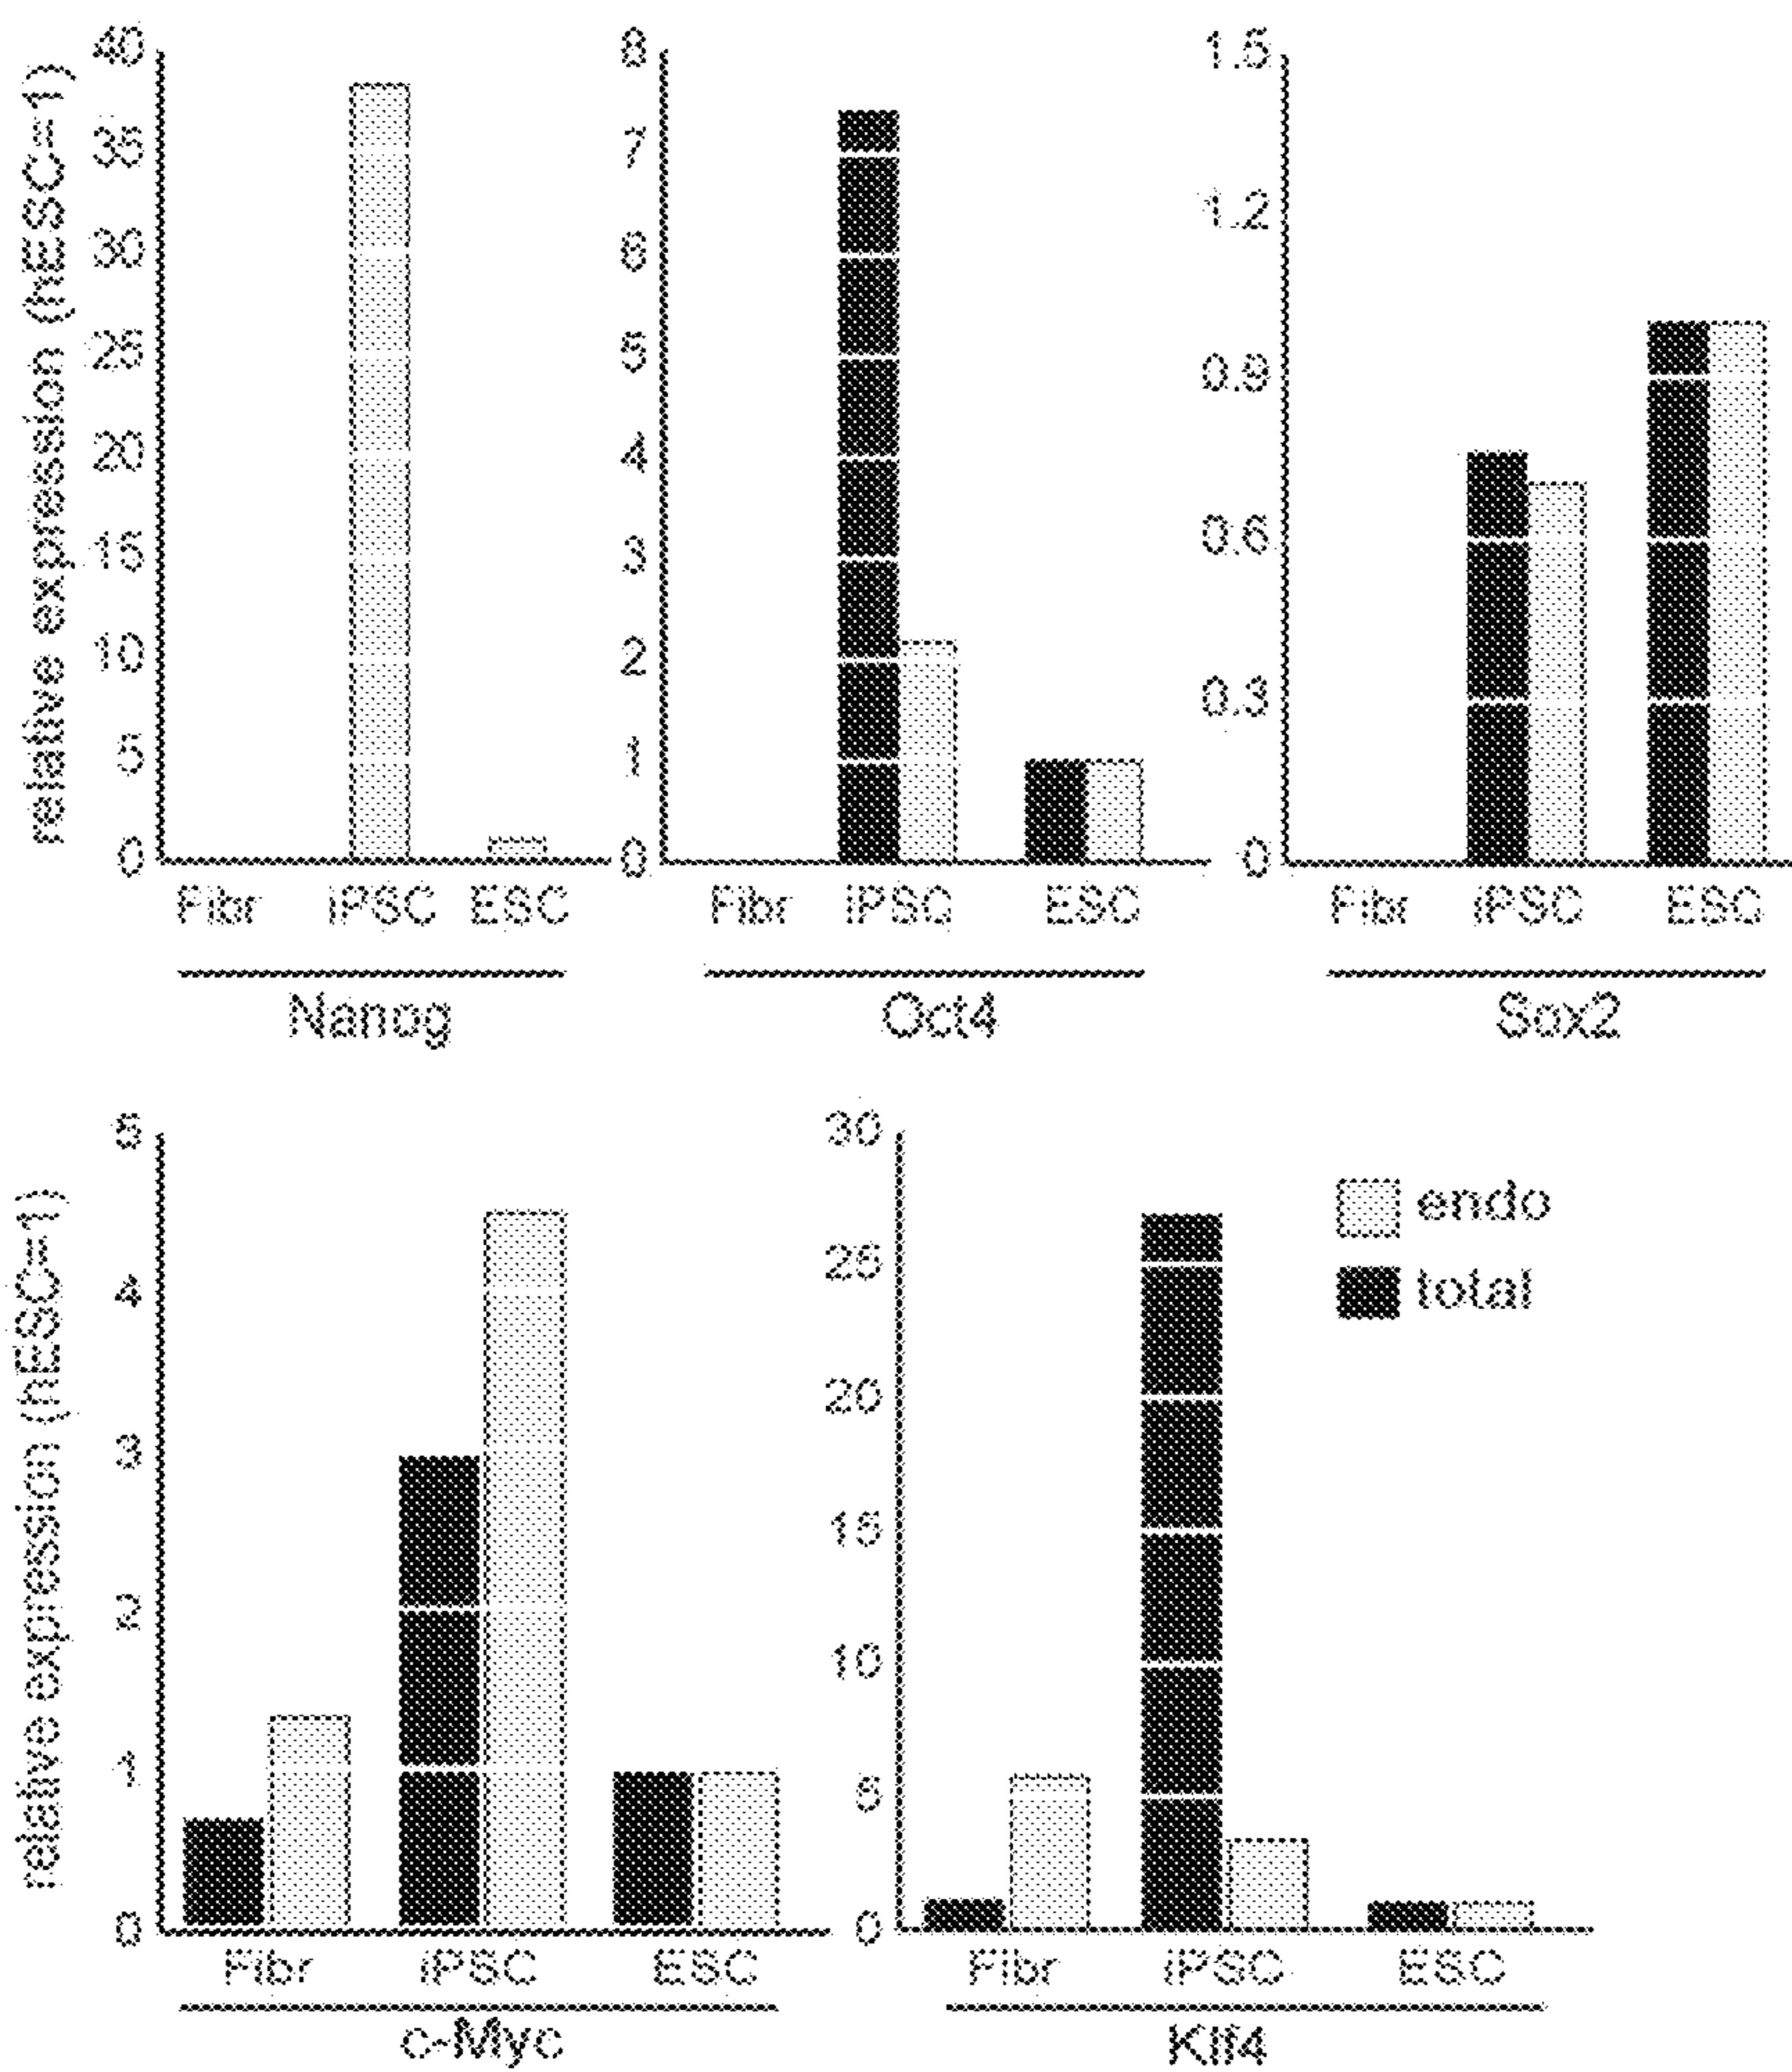 relative expression (hESC=1)
40
35
30
25
20
15
10
5
0
Fibr iPSC ESC
Nanog
8
7
6
5
4
3
2
1
0
Fibr iPSC ESC
Oct4
1.5
1.2
0.9
0.6
0.3
0
Fibr iPSC ESC
Sox2
relative expression (hESC=1)
5
4
3
2
1
0
Fibr iPSC ESC
c-Myc
30
25
20
15
10
5
0
Fibr iPSC ESC
Klf4
endo
total